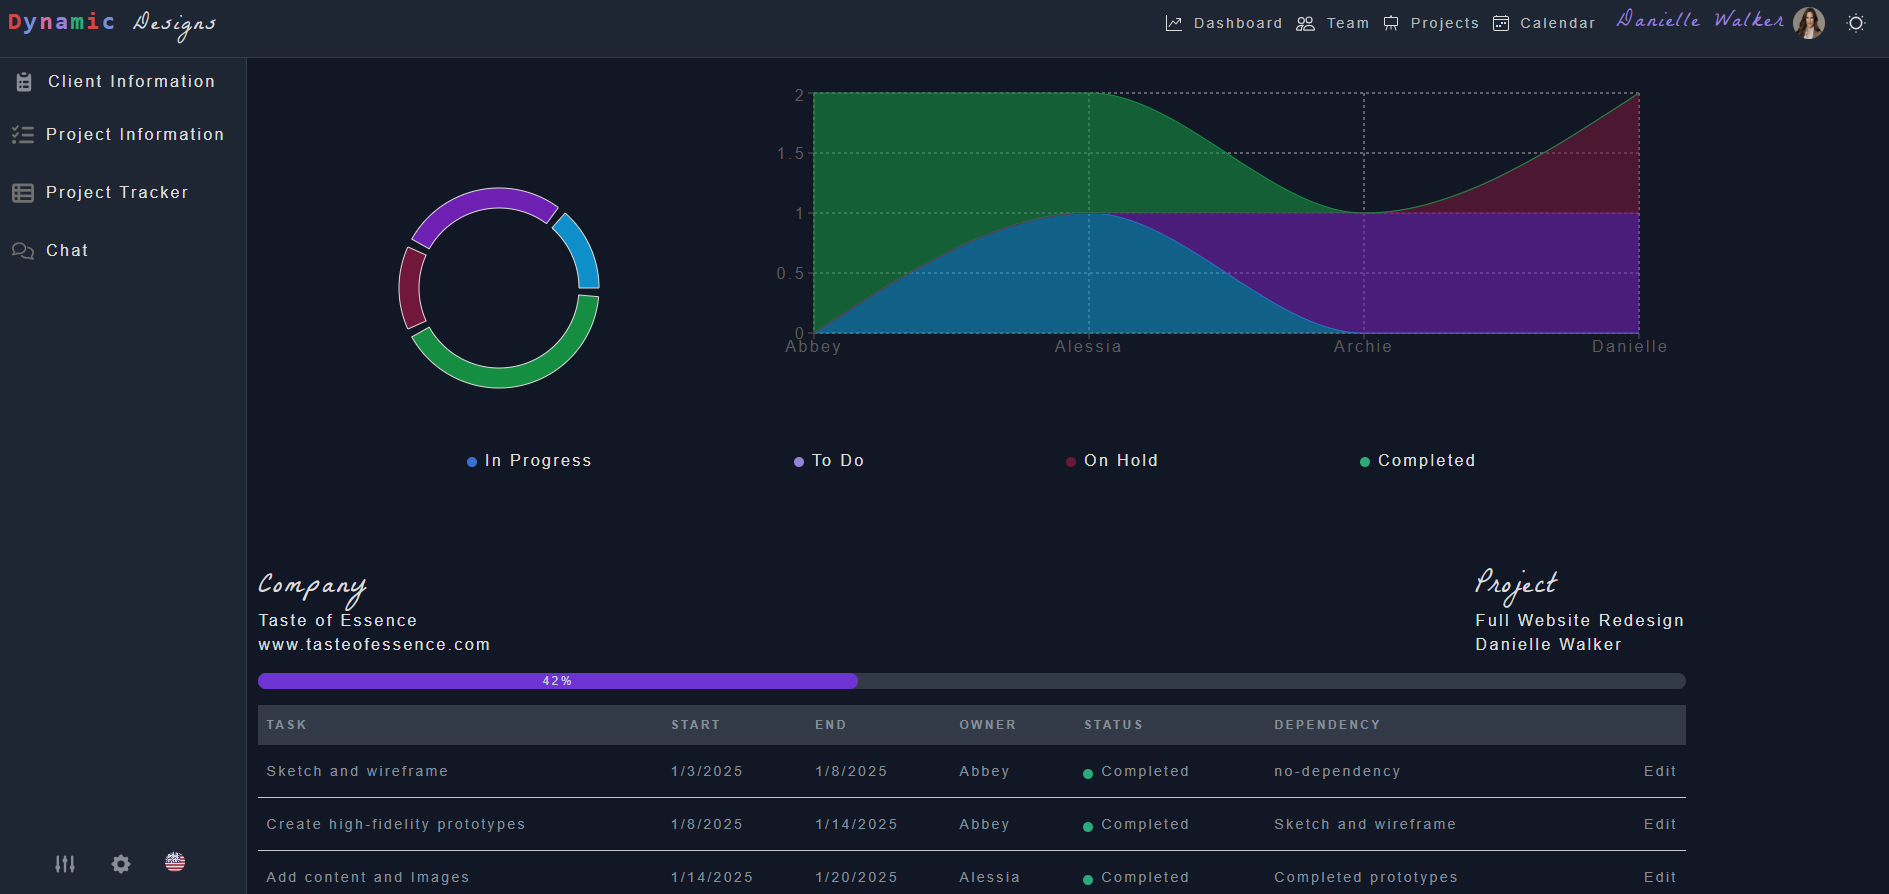 Dynamic Designs
Dashboard Team Projects Calendar Danielle Walker
Client Information
Project Information
Project Tracker
Chat
2
1.5
1
0.5
0
Abbey Alessia Archie Danielle
In Progress To Do On Hold Completed
Company Project
Taste of Essence Full Website Redesign
www.tasteofessence.com Danielle Walker
42%
TASK START END OWNER STATUS DEPENDENCY
Sketch and wireframe 1/3/2025 1/8/2025 Abbey Completed no-dependency Edit
Create high-fidelity prototypes 1/8/2025 1/14/2025 Abbey Completed Sketch and wireframe Edit
Add content and Images 1/14/2025 1/20/2025 Alessia Completed Completed prototypes Edit